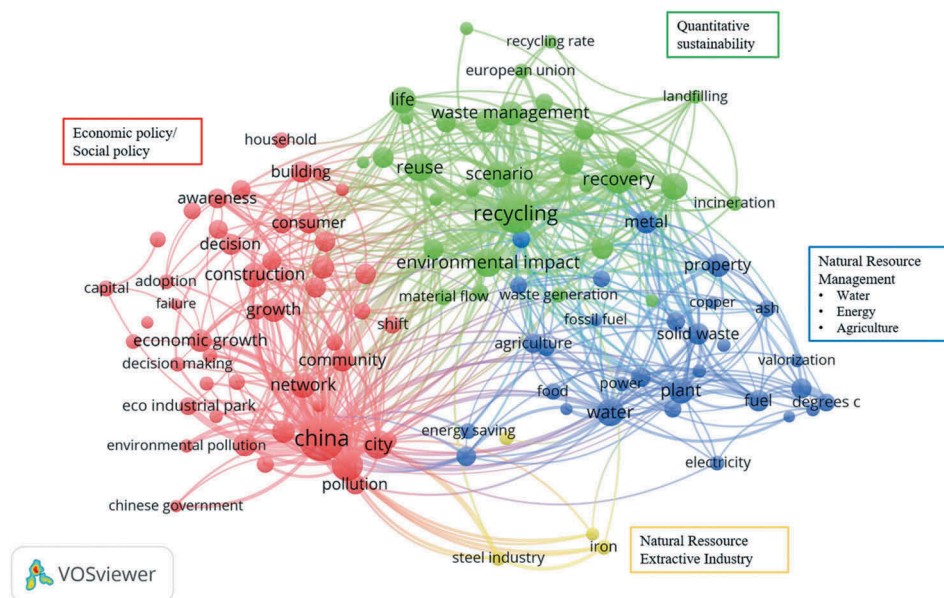 Quantitative
sustainability
recycling rate
european union
landfilling
life
waste management
Economic policy/
Social policy
household
building
reuse
scenario
recovery
awareness
incineration
consumer
recycling
metal
decision
construction
environmental impact
property
Natural Resource
Management
• Water
• Energy
• Agriculture
capital
adoption
failure
material flow
waste generation
copper
ash
growth
shift
fossil fuel
solid waste
economic growth
agriculture
decision making
community
valorization
network
food
power
plant
eco industrial park
water
fuel
degrees c
environmental pollution
china
city
energy saving
electricity
pollution
chinese government
steel industry
iron
Natural Ressource
Extractive Industry
VOSviewer